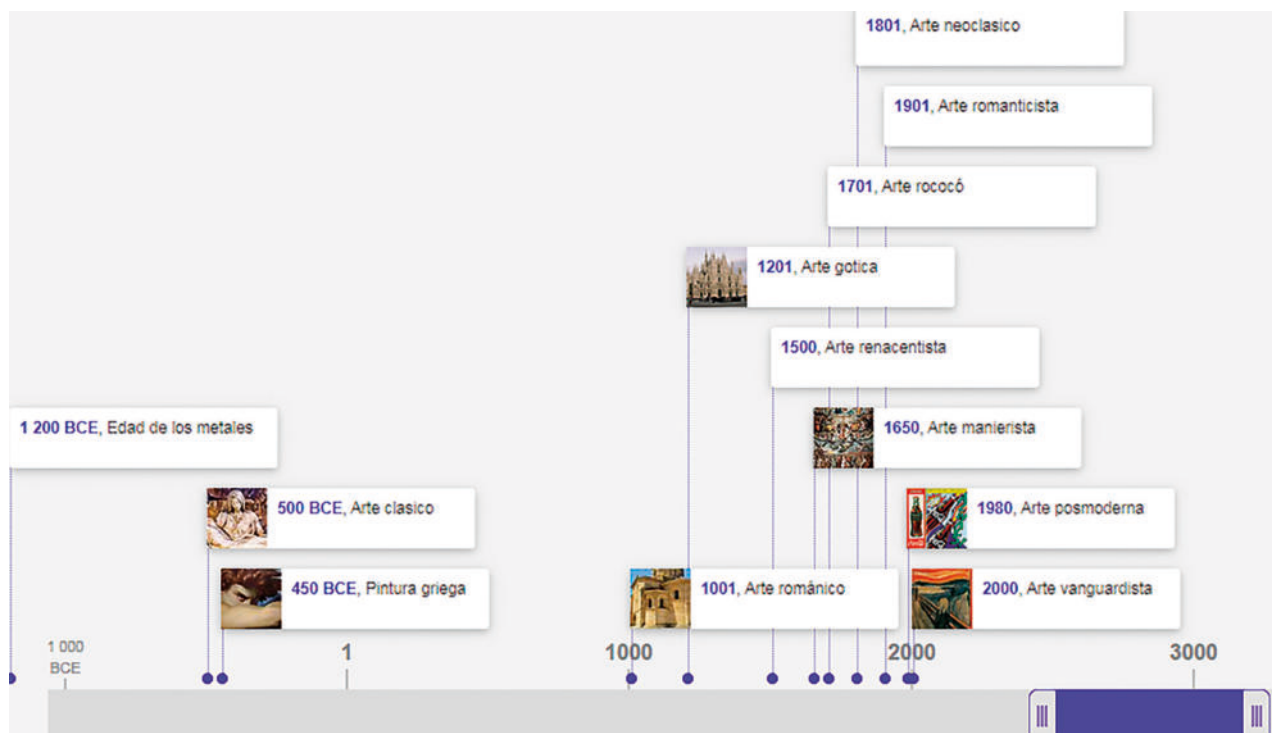 1801, Arte neoclasico
1901, Arte romanticista
1701, Arte rococó
1201, Arte gotica
1500, Arte renacentista
1 200 BCE, Edad de los metales
1650, Arte manierista
500 BCE, Arte clasico
1980, Arte posmoderna
450 BCE, Pintura griega
1001, Arte románico
2000, Arte vanguardista
1 000
BCE
1
1000
2000
3000